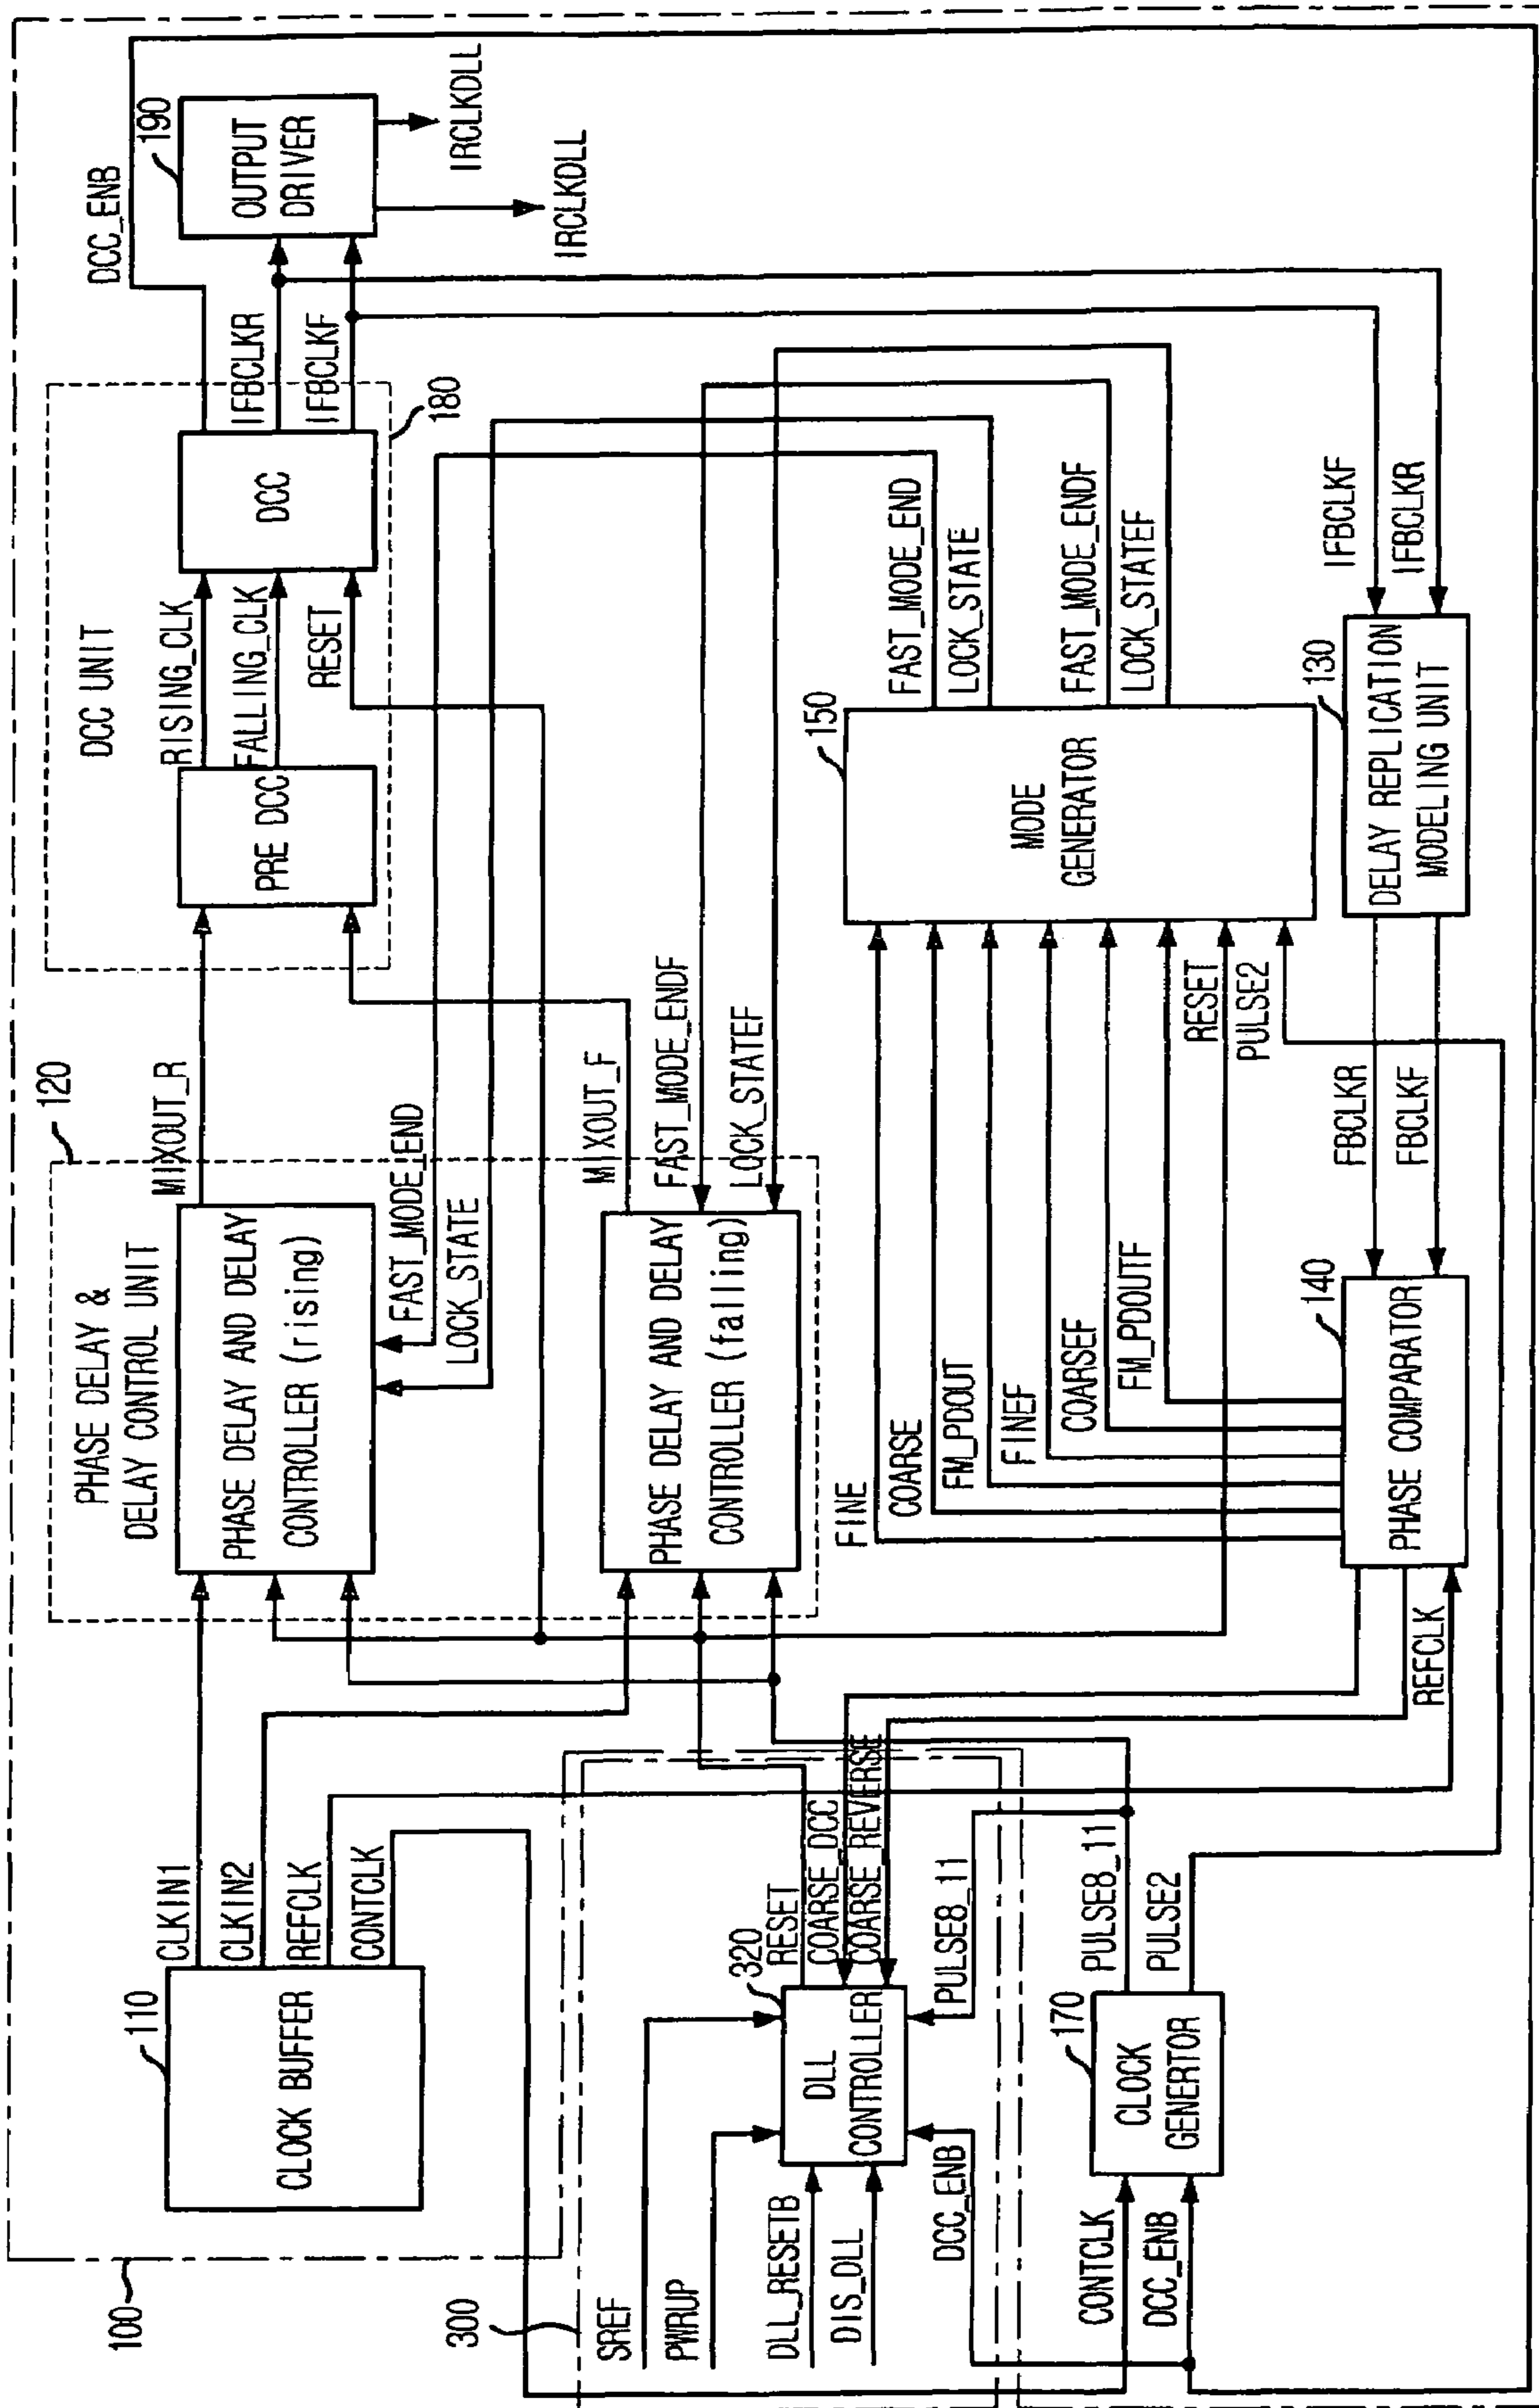 100
110
CLOCK BUFFER
CLKIN1
CLKIN2
REFCLK
CONTCLK
PHASE DELAY &
DELAY CONTROL UNIT
120
PHASE DELAY AND DELAY
CONTROLLER (rising)
MIXOUT_R
FAST_MODE_END
LOCK_STATE
PHASE DELAY AND DELAY
CONTROLLER (falling)
MIXOUT_F
FAST_MODE_ENDF
LOCK_STATEF
DCC UNIT
PRE DCC
RISING_CLK
FALLING_CLK
RESET
DCC
180
DCC_ENB
IFBCLKR
IFBCLKF
190
OUTPUT
DRIVER
IRCLKDLL
IRCLKDLL
300
SREF
PWRUP
DLL_RESETB
DIS_DLL
DCC_ENB
320
DLL
CONTROLLER
RESET
COARSE_DCC
COARSE_REVERSE
PULSE8_11
CONTCLK
DCC_ENB
170
CLOCK
GENERTOR
PULSE8_11
PULSE2
REFCLK
140
PHASE COMPARATOR
FINE
COARSE
FM_PDOUT
FINEF
COARSEF
FM_PDOUTF
RESET
PULSE2
FBCLKR
FBCLKF
150
MODE
GENERATOR
FAST_MODE_END
LOCK_STATE
FAST_MODE_ENDF
LOCK_STATEF
130
DELAY REPLICATION
MODELING UNIT
IFBCLKF
IFBCLKR